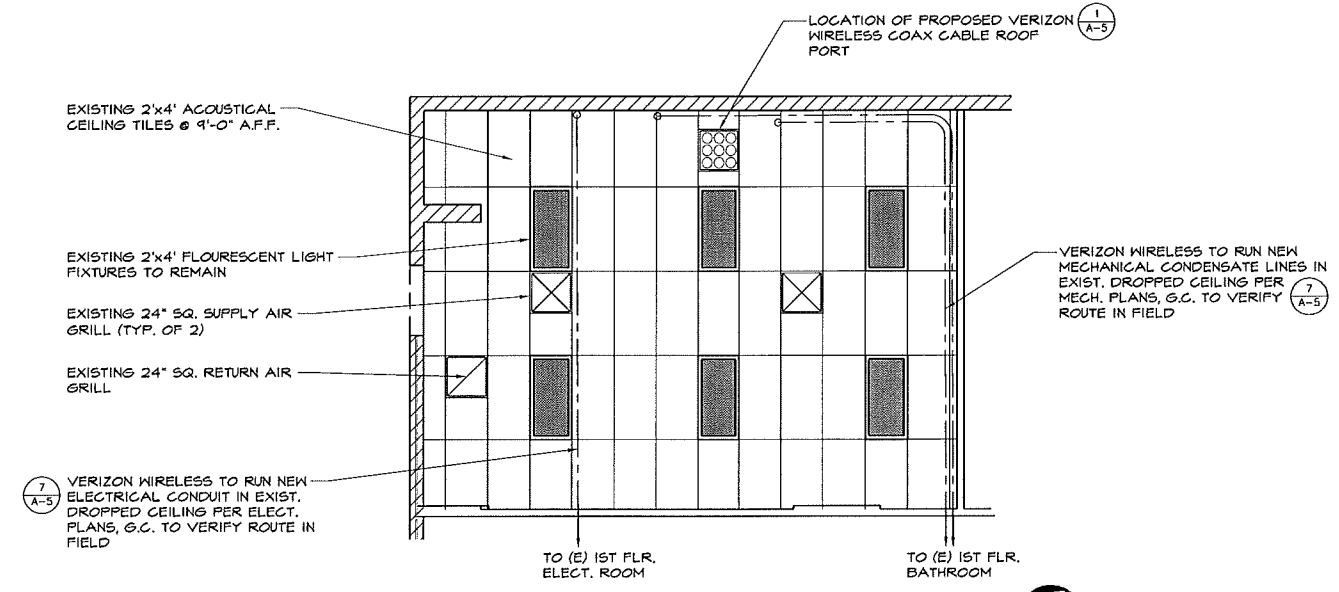 LOCATION OF PROPOSED VERIZON
WIRELESS COAX CABLE ROOF
PORT
1
A-5
EXISTING 2'x4' ACOUSTICAL
CEILING TILES @ 9'-0" A.F.F.
EXISTING 2'x4' FLOURESCENT LIGHT
FIXTURES TO REMAIN
EXISTING 24" SQ. SUPPLY AIR
GRILL (TYP. OF 2)
EXISTING 24" SQ. RETURN AIR
GRILL
7
A-5
VERIZON WIRELESS TO RUN NEW
ELECTRICAL CONDUIT IN EXIST.
DROPPED CEILING PER ELECT.
PLANS, G.C. TO VERIFY ROUTE IN
FIELD
VERIZON WIRELESS TO RUN NEW
MECHANICAL CONDENSATE LINES IN
EXIST. DROPPED CEILING PER
MECH. PLANS, G.C. TO VERIFY
ROUTE IN FIELD
7
A-5
TO (E) 1ST FLR.
ELECT. ROOM
TO (E) 1ST FLR.
BATHROOM